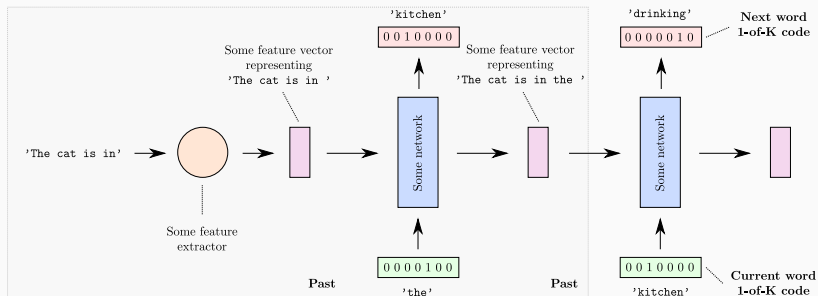 'kitchen'
0 0 1 0 0 0 0
'drinking'
0 0 0 0 0 1 0
Next word
1-of-K code
Some feature vector
representing
'The cat is in '
Some feature vector
representing
'The cat is in the '
'The cat is in'
Some network
Some network
Some feature
extractor
0 0 0 0 1 0 0
'the'
Past
Past
0 0 1 0 0 0 0
'kitchen'
Current word
1-of-K code